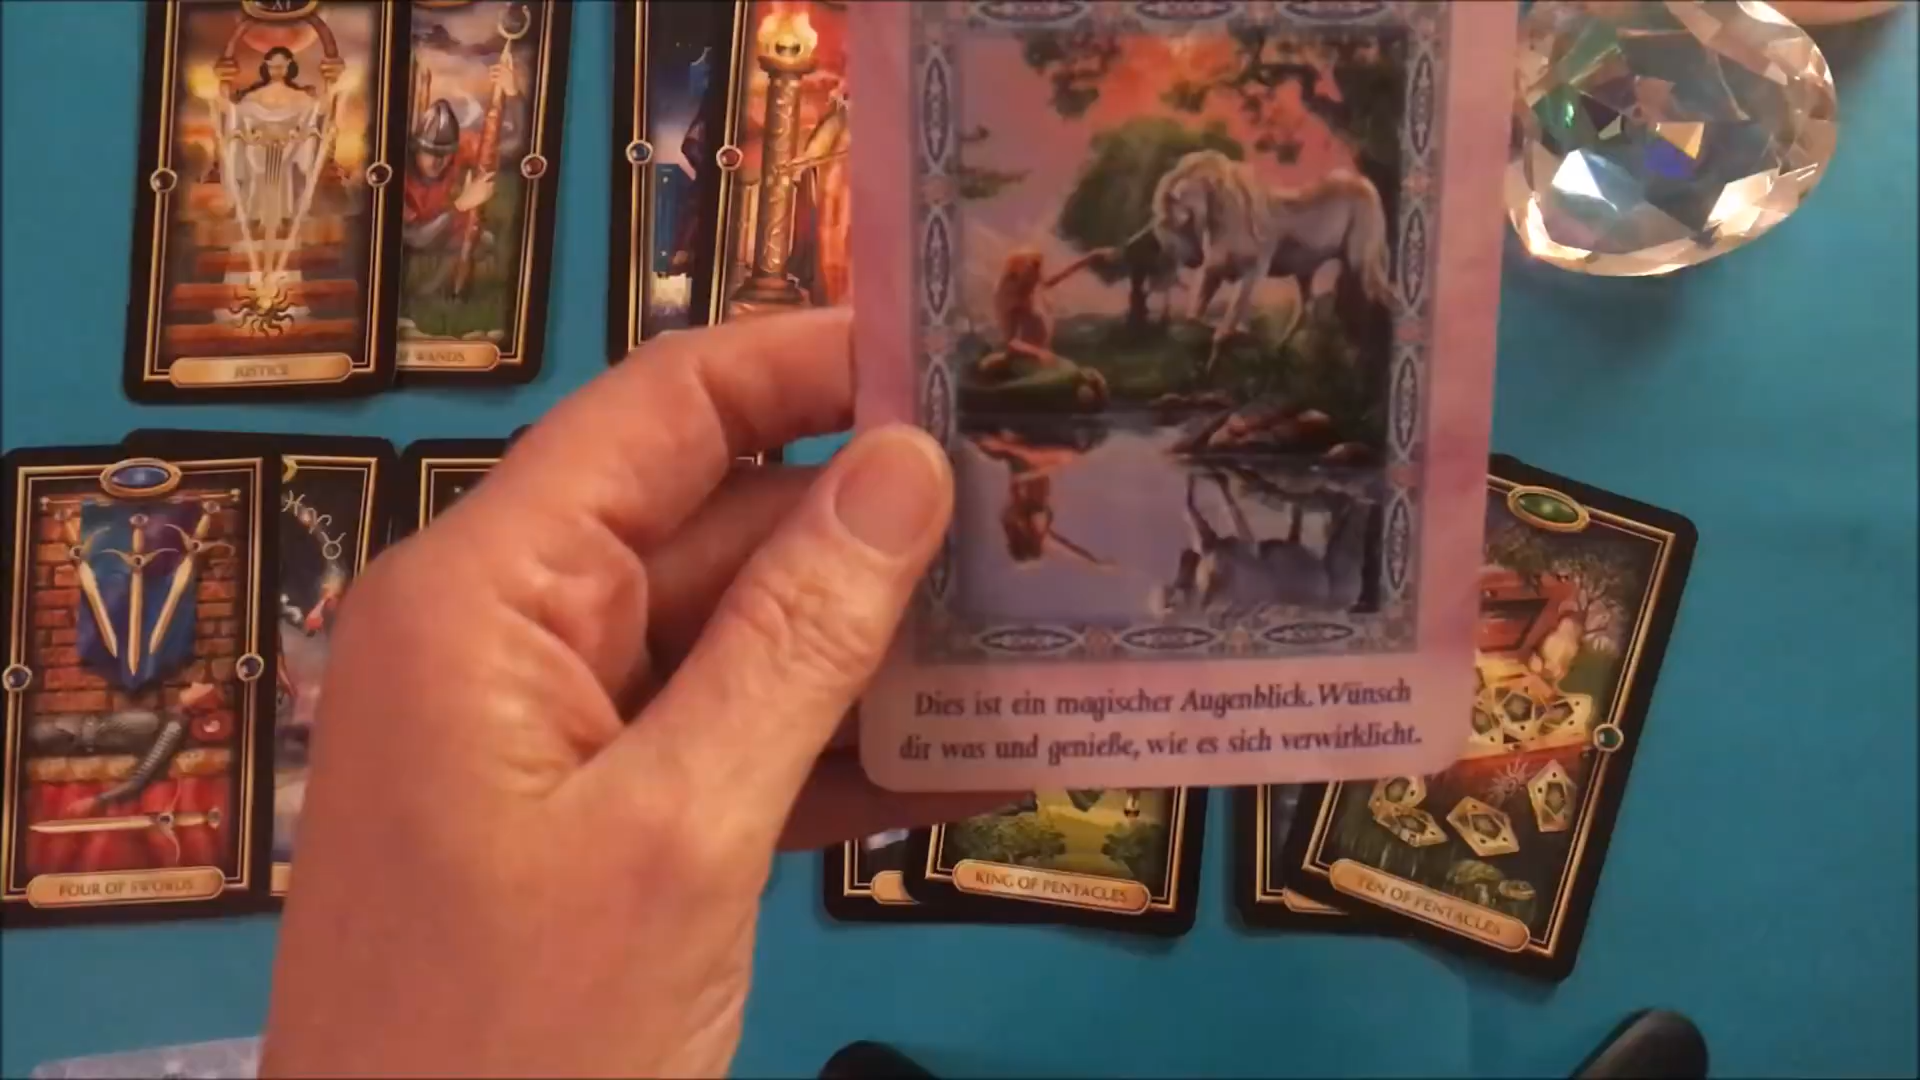 XI
JUSTICE
OF WANDS
Dies ist ein magischer Augenblick. Wünsch
dir was und genieße, wie es sich verwirklicht.
FOUR OF SWORDS
KING OF PENTACLES
TEN OF PENTACLES